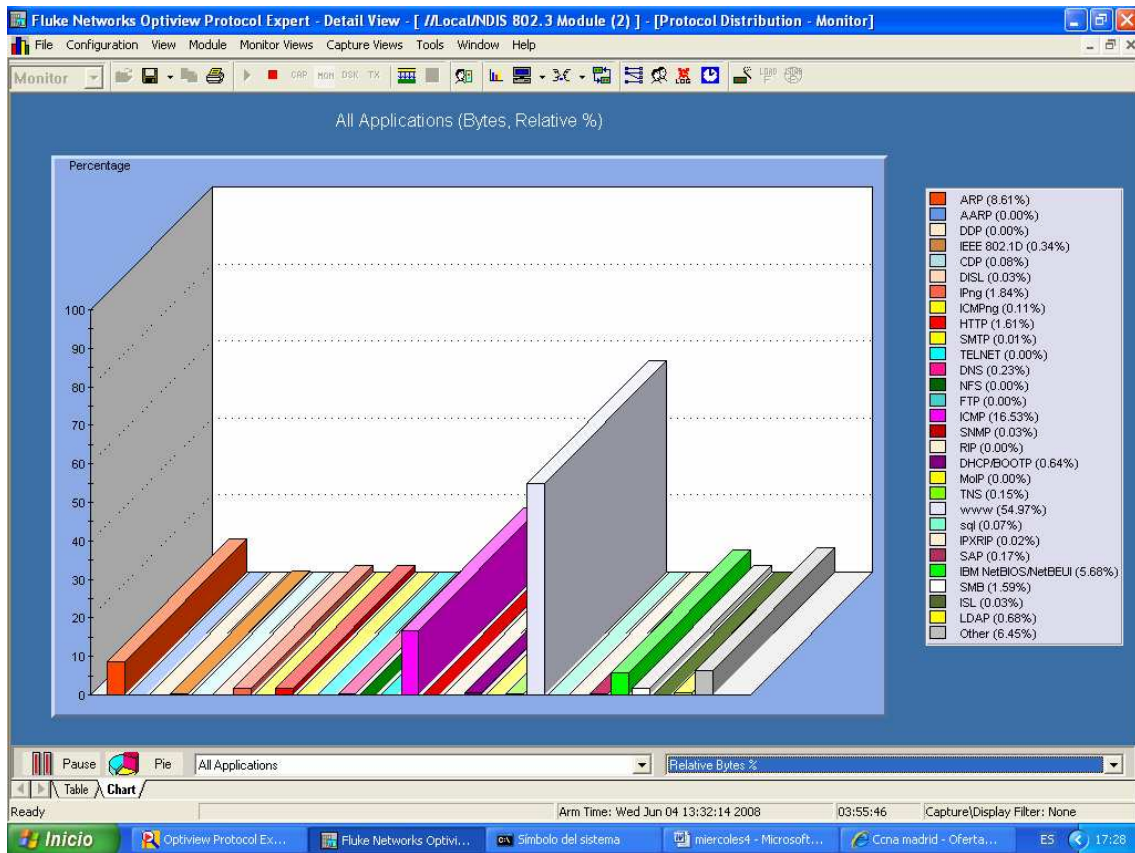 Fluke Networks Optiview Protocol Expert - Detail View - [ //Local/NDIS 802.3 Module (2) ] - [Protocol Distribution - Monitor]
File Configuration View Module Monitor Views Capture Views Tools Window Help
Monitor CAP MON DSK TX LOAD
All Applications (Bytes, Relative %)
Percentage
100
90
80
70
60
50
40
30
20
10
0
ARP (8.61%)
AARP (0.00%)
DDP (0.00%)
IEEE 802.1D (0.34%)
CDP (0.08%)
DISL (0.03%)
IPng (1.84%)
ICMPng (0.11%)
HTTP (1.61%)
SMTP (0.01%)
TELNET (0.00%)
DNS (0.23%)
NFS (0.00%)
FTP (0.00%)
ICMP (16.53%)
SNMP (0.03%)
RIP (0.00%)
DHCP/BOOTP (0.64%)
MoIP (0.00%)
TNS (0.15%)
www (54.97%)
sql (0.07%)
IPXRIP (0.02%)
SAP (0.17%)
IBM NetBIOS/NetBEUI (5.68%)
SMB (1.59%)
ISL (0.03%)
LDAP (0.68%)
Other (6.45%)
Pause Pie All Applications Relative Bytes %
Table Chart
Ready Arm Time: Wed Jun 04 13:32:14 2008 03:55:46 Capture\Display Filter: None
Inicio Optiview Protocol Ex... Fluke Networks Optivi... Símbolo del sistema miercoles4 - Microsoft... Ccna madrid - Oferta... ES 17:28